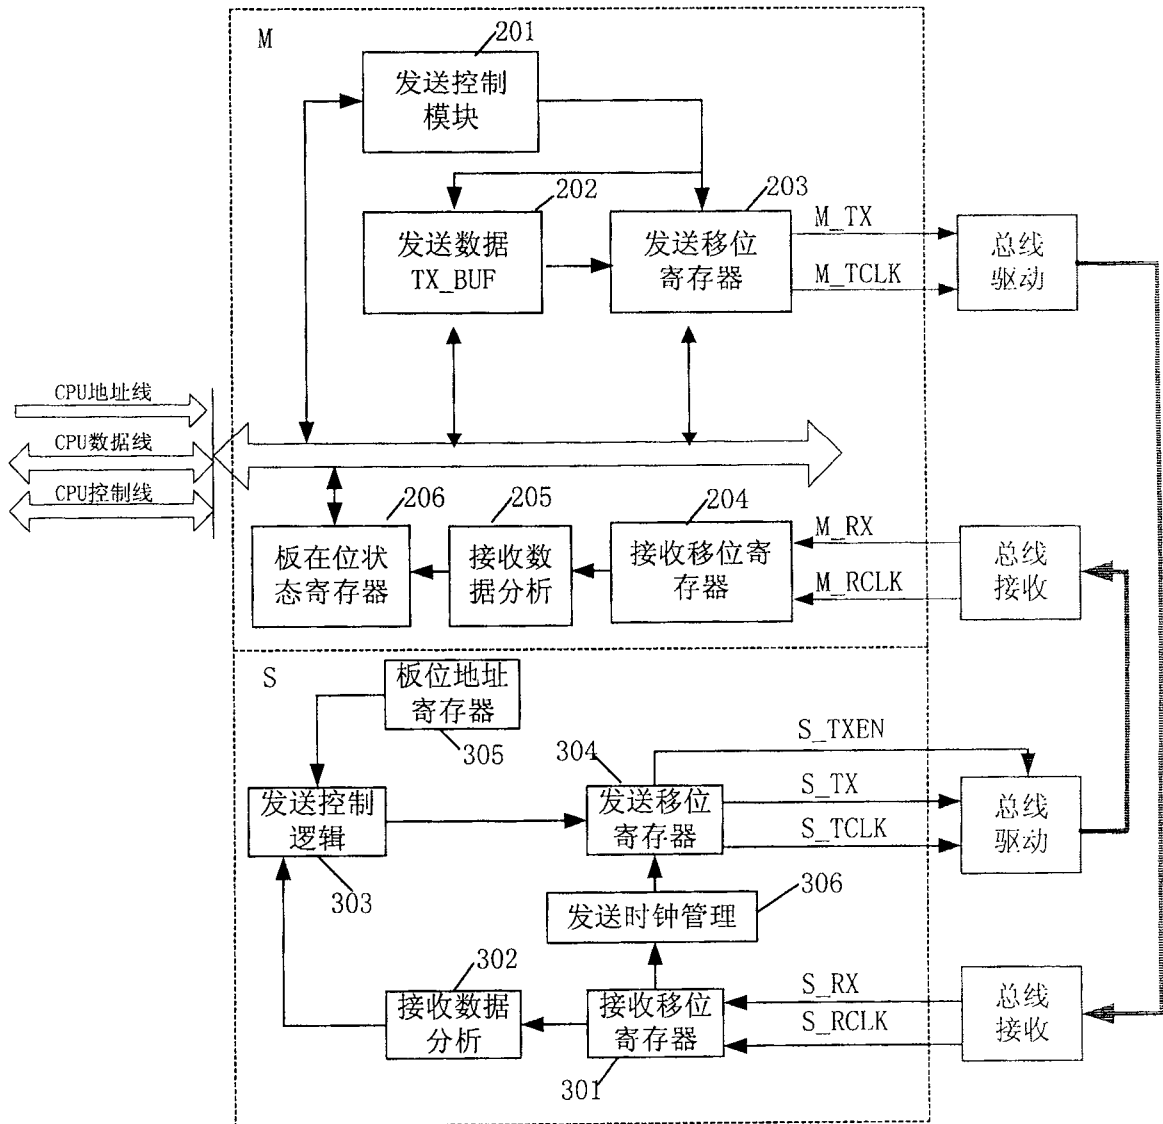 M
201
发送控制
模块
202
203
发送数据
TX_BUF
发送移位
寄存器
M_TX
M_TCLK
总线
驱动
CPU地址线
CPU数据线
CPU控制线
206
205
204
板在位状
态寄存器
接收数
据分析
接收移位寄
存器
M_RX
M_RCLK
总线
接收
S
板位地址
寄存器
305
304
S_TXEN
发送控制
逻辑
303
发送移位
寄存器
S_TX
S_TCLK
总线
驱动
306
发送时钟管理
302
接收数据
分析
接收移位
寄存器
301
S_RX
S_RCLK
总线
接收